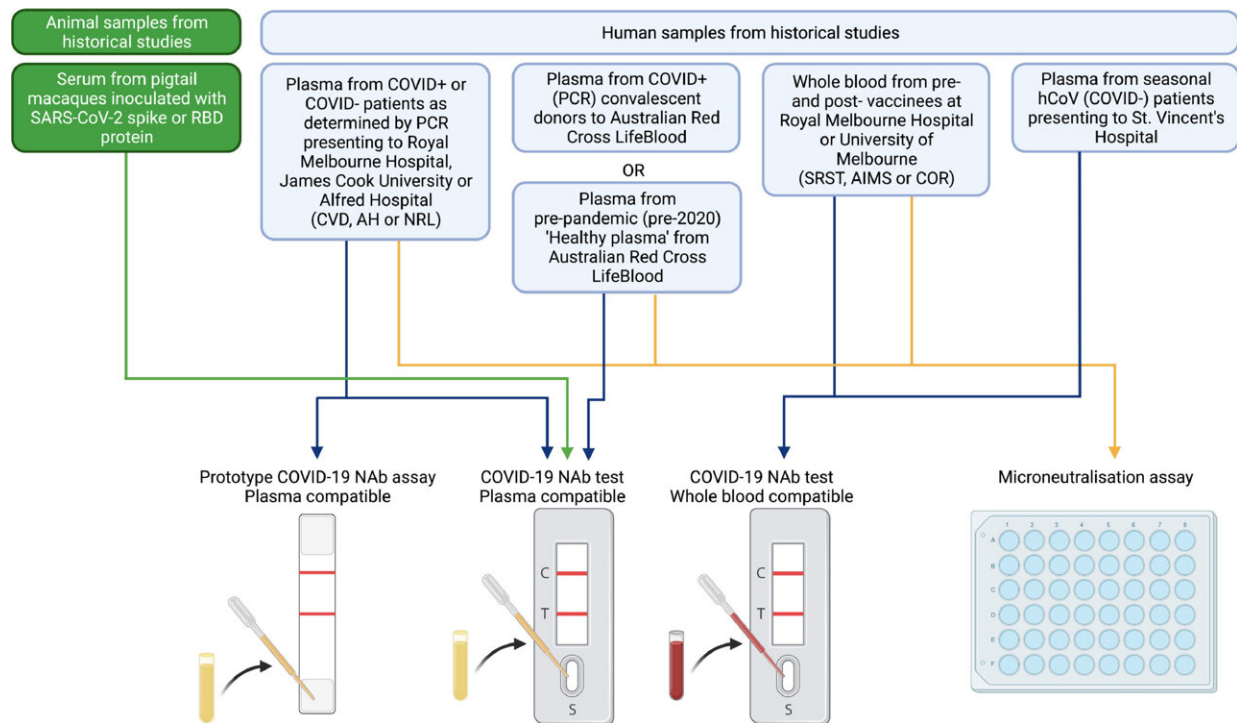 Animal samples from
historical studies
Human samples from historical studies
Serum from pigtail
macaques inoculated with
SARS-CoV-2 spike or RBD
protein
Plasma from COVID+ or
COVID- patients as
determined by PCR
presenting to Royal
Melbourne Hospital,
James Cook University or
Alfred Hospital
(CVD, AH or NRL)
Plasma from COVID+
(PCR) convalescent
donors to Australian Red
Cross LifeBlood
OR
Plasma from
pre-pandemic (pre-2020)
'Healthy plasma' from
Australian Red Cross
LifeBlood
Whole blood from pre-
and post- vaccinees at
Royal Melbourne Hospital
or University of
Melbourne
(SRST, AIMS or COR)
Plasma from seasonal
hCoV (COVID-) patients
presenting to St. Vincent's
Hospital
Prototype COVID-19 NAb assay
Plasma compatible
COVID-19 NAb test
Plasma compatible
C
T
S
COVID-19 NAb test
Whole blood compatible
C
T
S
Microneutralisation assay
1 2 3 4 5 6 7 8
A
B
C
D
E
F